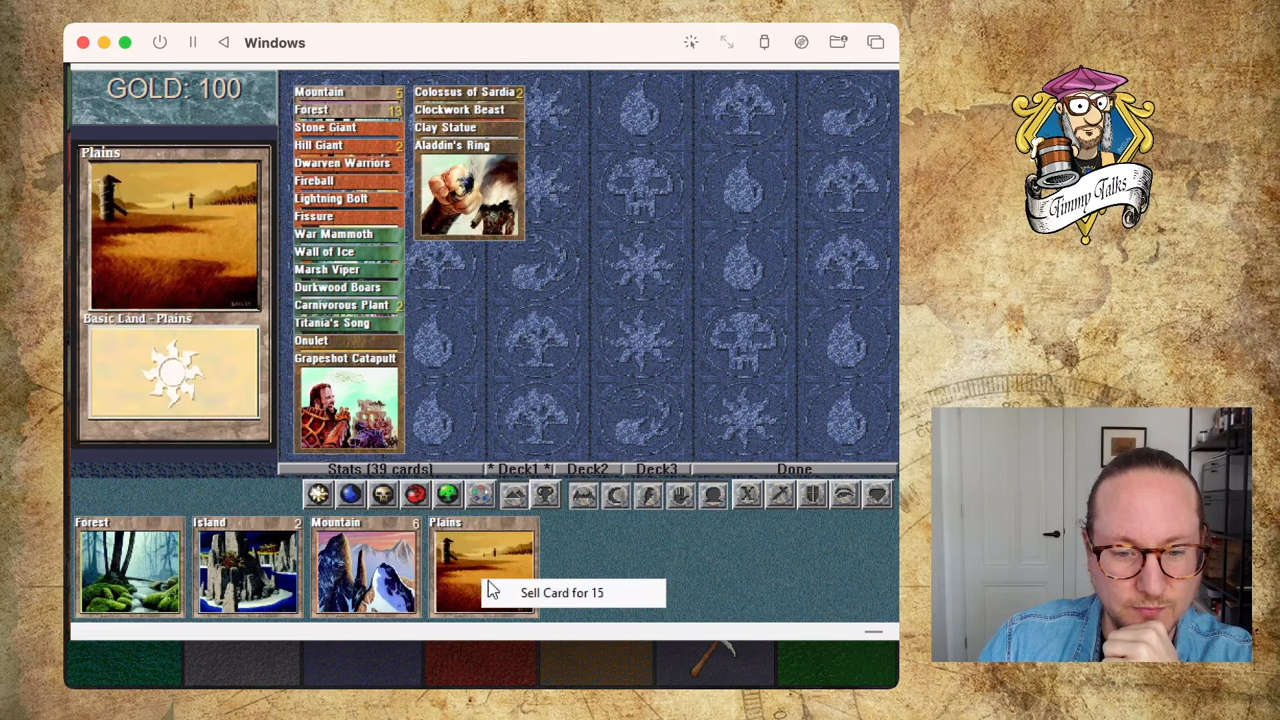 Windows
GOLD: 100
Plains
Basic Land - Plains
Mountain 5
Forest 13
Stone Giant
Hill Giant 2
Dwarven Warriors
Fireball
Lightning Bolt
Fissure
War Mammoth
Wall of Ice
Marsh Viper
Durkwood Boars
Carnivorous Plant 2
Titania's Song
Onulet
Grapeshot Catapult
Colossus of Sardia 2
Clockwork Beast
Clay Statue
Aladdin's Ring
Stats (39 cards) * Deck1 * Deck2 Deck3 Done
Forest Island 2 Mountain 6 Plains
Sell Card for 15
Timmy Talks